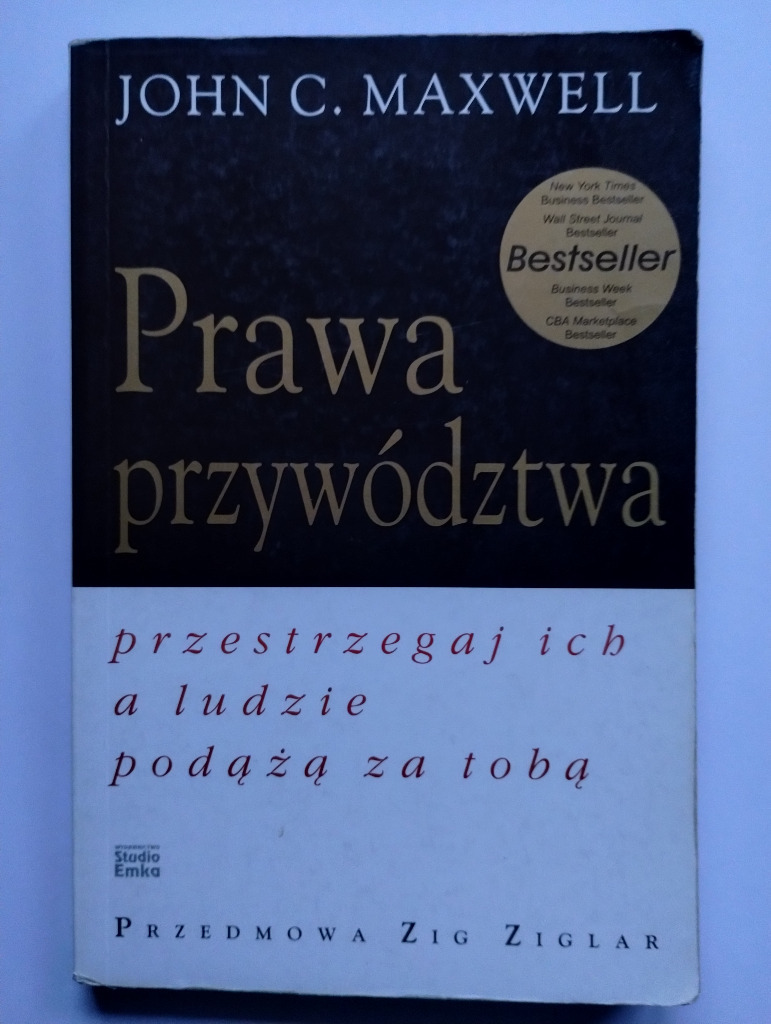 JOHN C. MAXWELL
New York Times
Business Bestseller
Wall Street Journal
Bestseller
Bestseller
Business Week
Bestseller
CBA Marketplace
Bestseller
Prawa
przywództwa
przestrzegaj ich
a ludzie
podążą za tobą
WYDAWNICTWO
Studio
Emka
PRZEDMOWA ZIG ZIGLAR